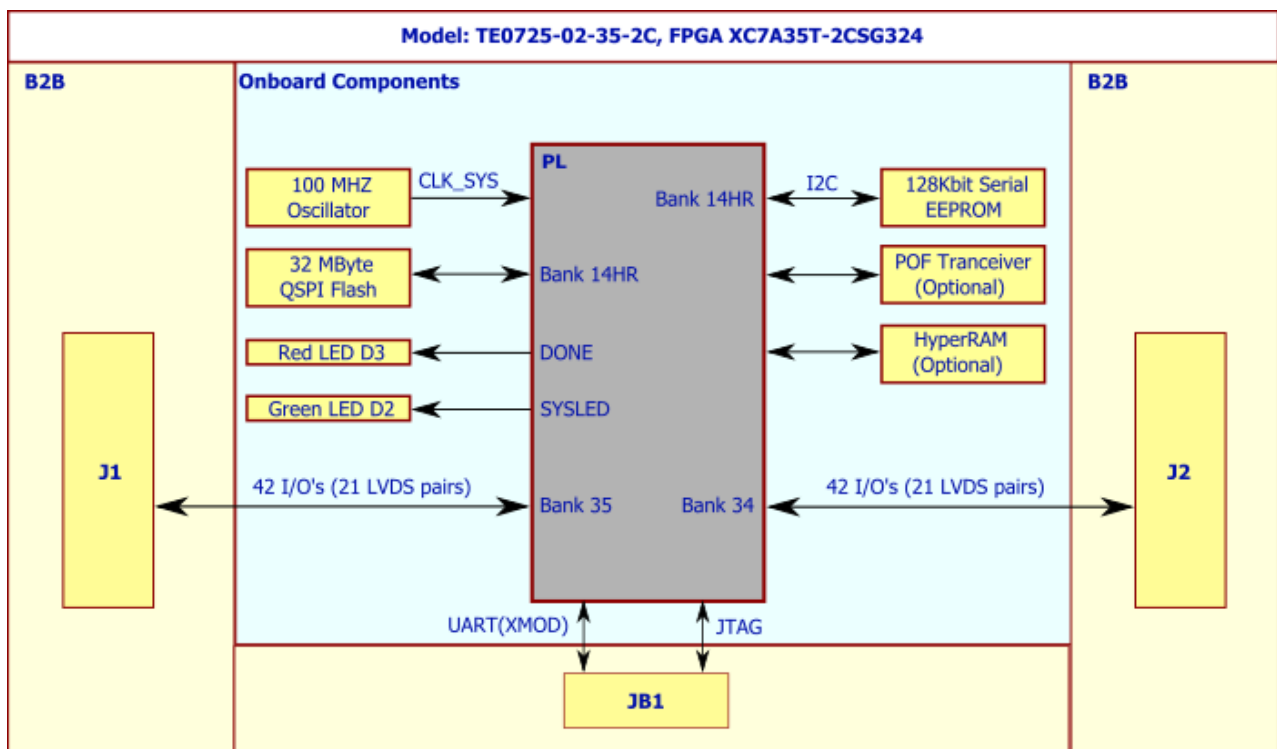 Model: TE0725-02-35-2C, FPGA XC7A35T-2CSG324
B2B
Onboard Components
B2B
PL
100 MHZ
Oscillator
CLK_SYS
Bank 14HR
I2C
128Kbit Serial
EEPROM
32 MByte
QSPI Flash
Bank 14HR
POF Tranceiver
(Optional)
Red LED D3
DONE
HyperRAM
(Optional)
Green LED D2
SYSLED
J1
42 I/O's (21 LVDS pairs)
Bank 35
Bank 34
42 I/O's (21 LVDS pairs)
J2
UART(XMOD)
JTAG
JB1